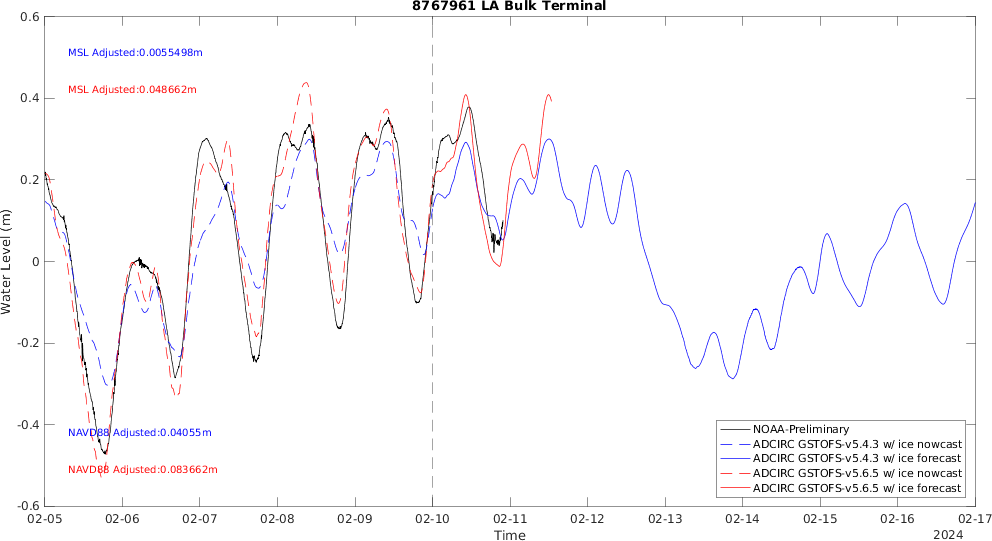 8767961 LA Bulk Terminal
0.6
MSL Adjusted:0.0055498m
MSL Adjusted:0.048662m
0.4
0.2
0
-0.2
-0.4
-0.6
Water Level (m)
NAVD88 Adjusted:0.04055m
NAVD88 Adjusted:0.083662m
NOAA-Preliminary
ADCIRC GSTOFS-v5.4.3 w/ ice nowcast
ADCIRC GSTOFS-v5.4.3 w/ ice forecast
ADCIRC GSTOFS-v5.6.5 w/ ice nowcast
ADCIRC GSTOFS-v5.6.5 w/ ice forecast
02-05 02-06 02-07 02-08 02-09 02-10 02-11 02-12 02-13 02-14 02-15 02-16 02-17
Time
2024